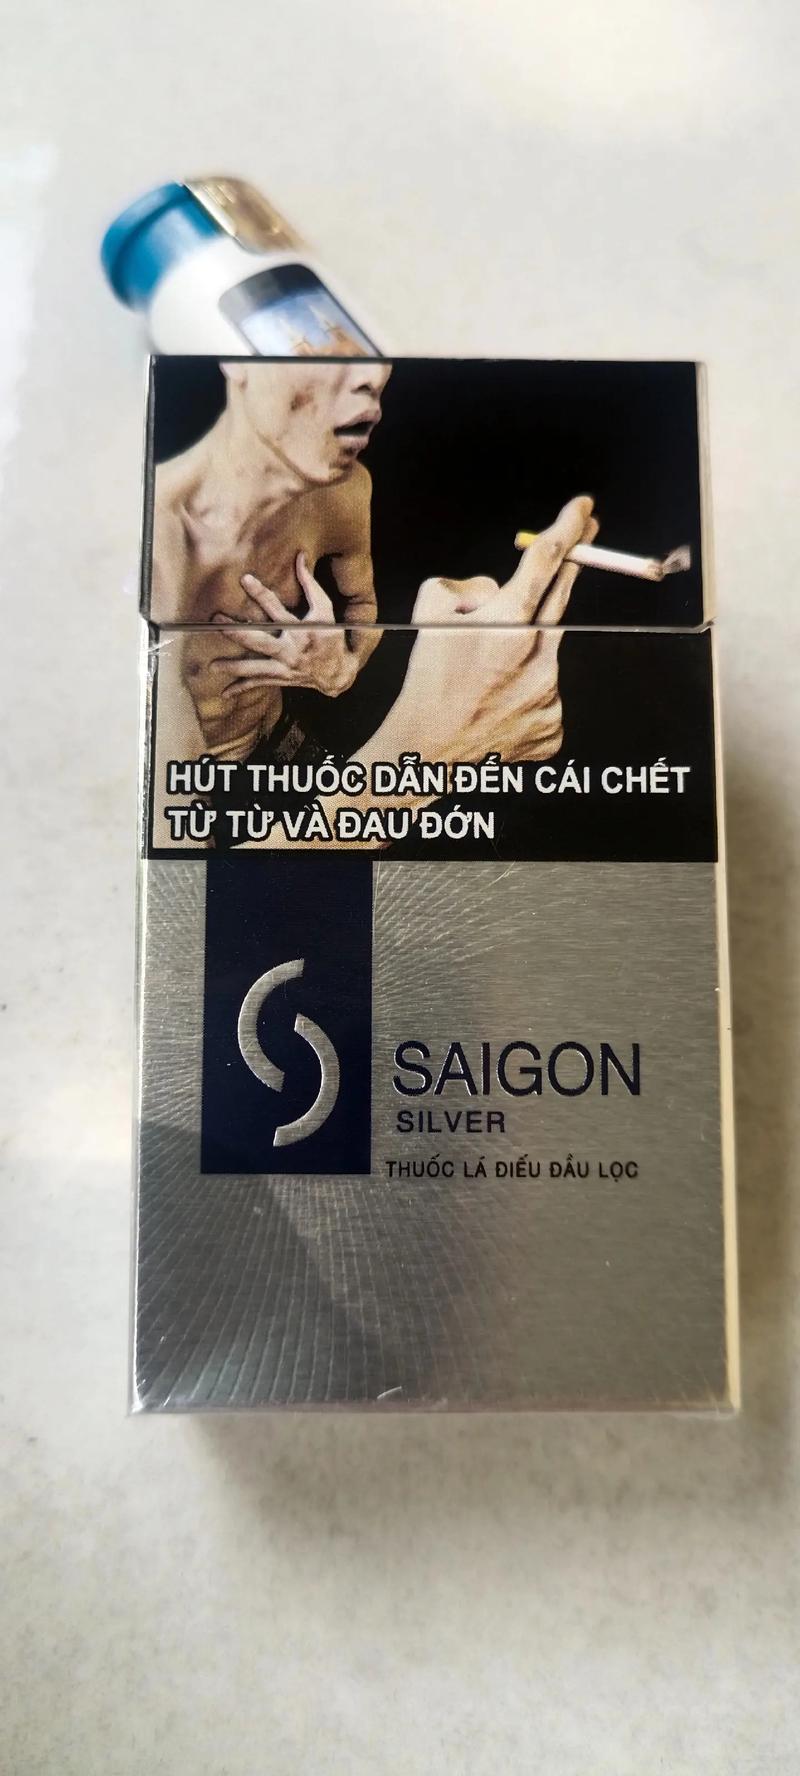 HÚT THUỐC DẪN ĐẾN CÁI CHẾT
TỪ TỪ VÀ ĐAU ĐỚN
SAIGON
SILVER
THUỐC LÁ ĐIẾU ĐẦU LỌC